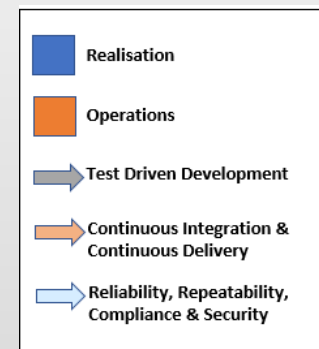 Realisation
Operations
Test Driven Development
Continuous Integration &
Continuous Delivery
Reliability, Repeatability,
Compliance & Security